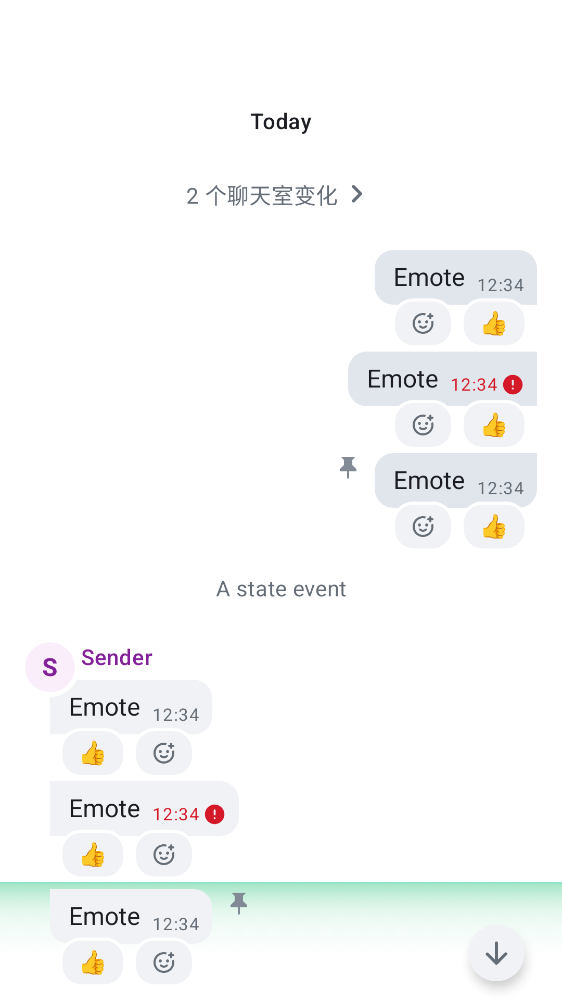 Today
2 个聊天室变化
Emote 12:34
👍
Emote 12:34
👍
Emote 12:34
👍
A state event
S Sender
Emote 12:34
👍
Emote 12:34
👍
Emote 12:34
👍